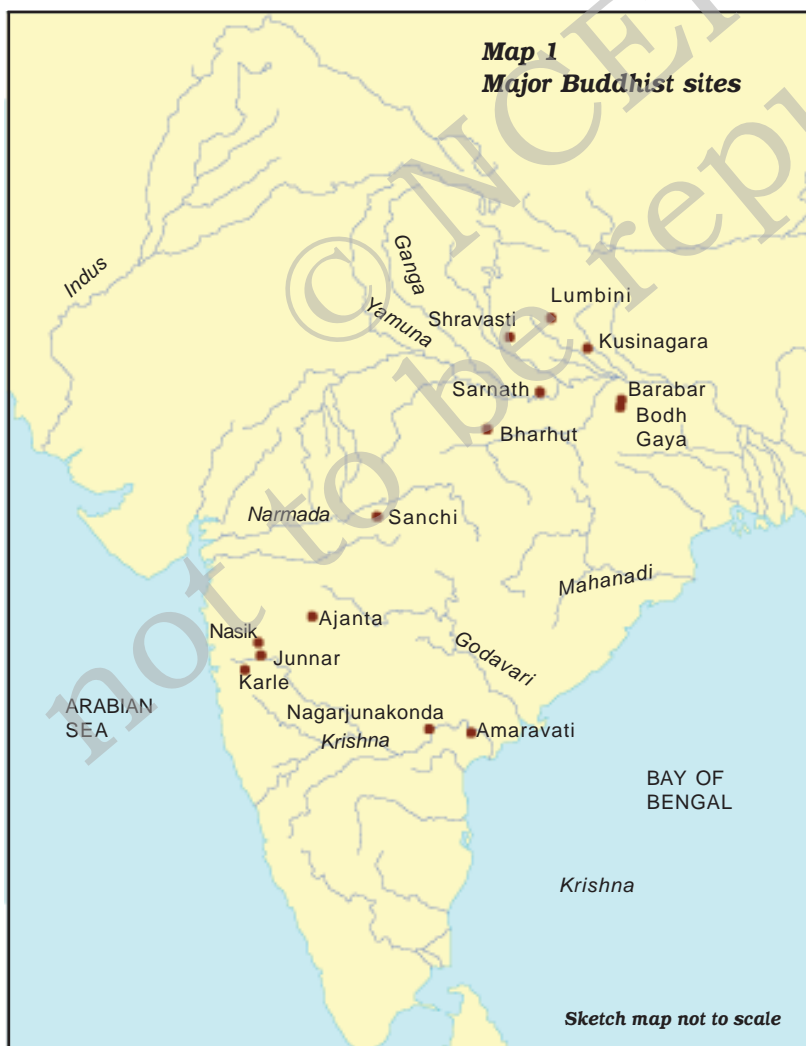 Map 1
Major Buddhist sites
Indus
Ganga
Yamuna
Lumbini
Shravasti
Kusinagara
Sarnath
Barabar
Bodh
Gaya
Bharhut
Narmada
Sanchi
Mahanadi
Ajanta
Nasik
Junnar
Karle
Godavari
ARABIAN
SEA
Nagarjunakonda
Krishna
Amaravati
BAY OF
BENGAL
Krishna
Sketch map not to scale
© NCE
not to be repu